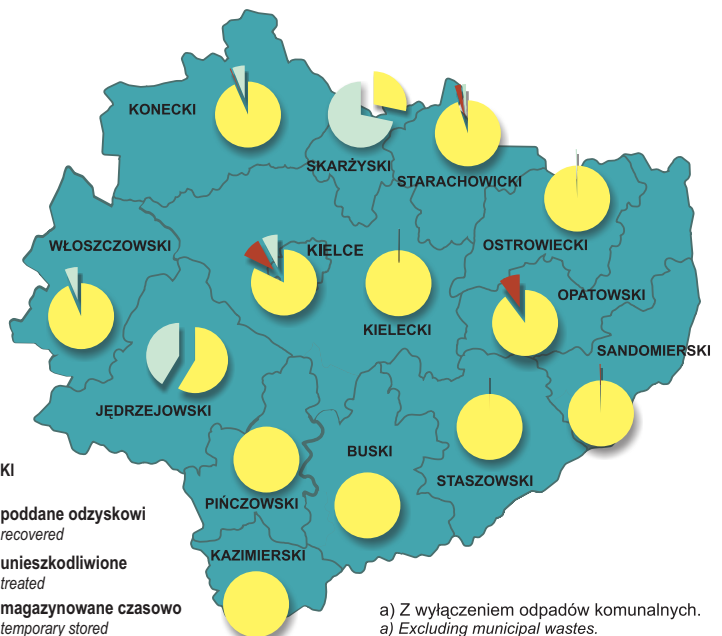 KONECKI
SKARŻYSKI
STARACHOWICKI
OSTROWIECKI
WŁOSZCZOWSKI
KIELCE
OPATOWSKI
KIELECKI
SANDOMIERSKI
JĘDRZEJOWSKI
BUSKI
STASZOWSKI
PIŃCZOWSKI
KAZIMIERSKI
KI
poddane odzyskowi
recovered
unieszkodliwione
treated
magazynowane czasowo
temporary stored
a) Z wyłączeniem odpadów komunalnych.
a) Excluding municipal wastes.